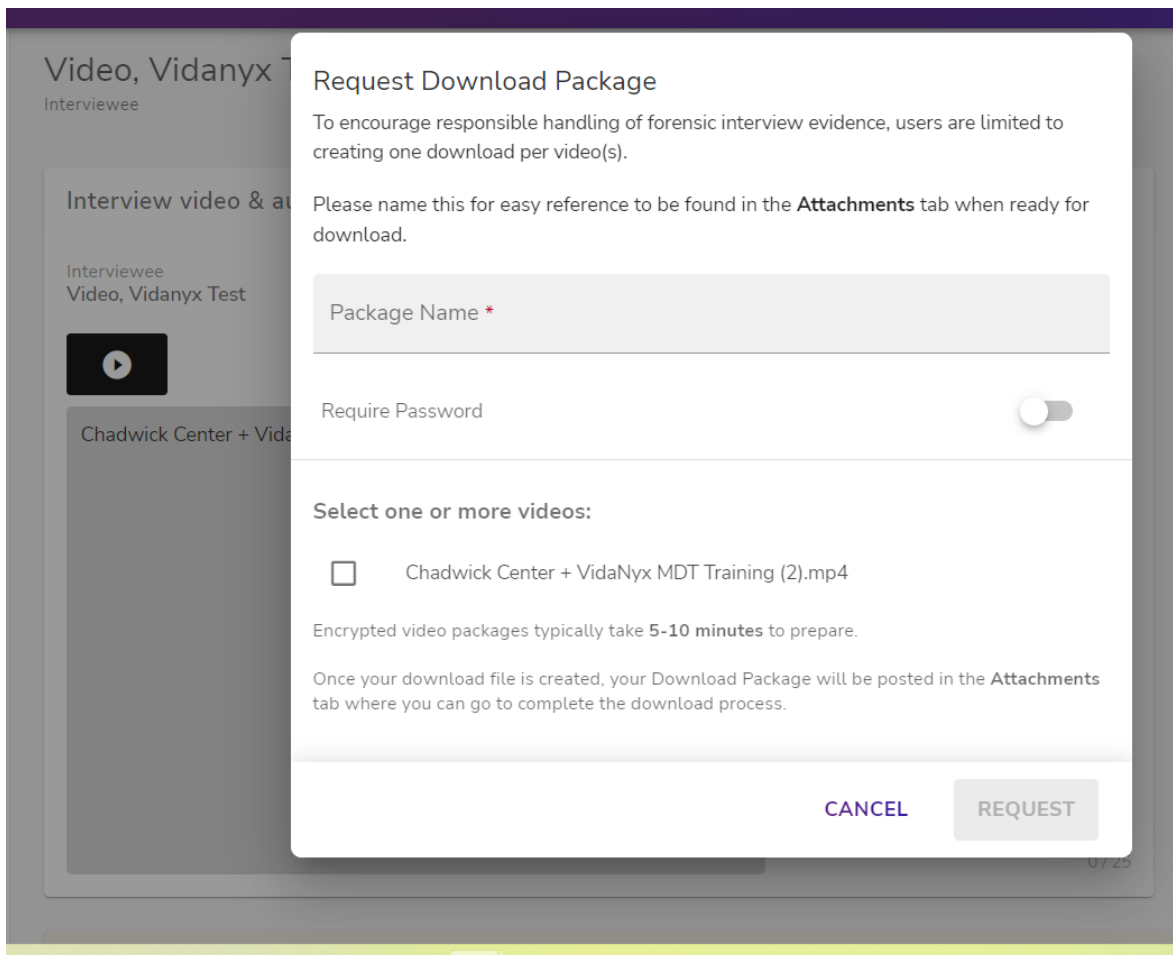 Video, Vidanyx T
Interviewee
Interview video & au
Interviewee
Video, Vidanyx Test
Chadwick Center + Vida
Request Download Package
To encourage responsible handling of forensic interview evidence, users are limited to
creating one download per video(s).
Please name this for easy reference to be found in the Attachments tab when ready for
download.
Package Name *
Require Password
Select one or more videos:
Chadwick Center + VidaNyx MDT Training (2).mp4
Encrypted video packages typically take 5-10 minutes to prepare.
Once your download file is created, your Download Package will be posted in the Attachments
tab where you can go to complete the download process.
CANCEL
REQUEST
0 / 25